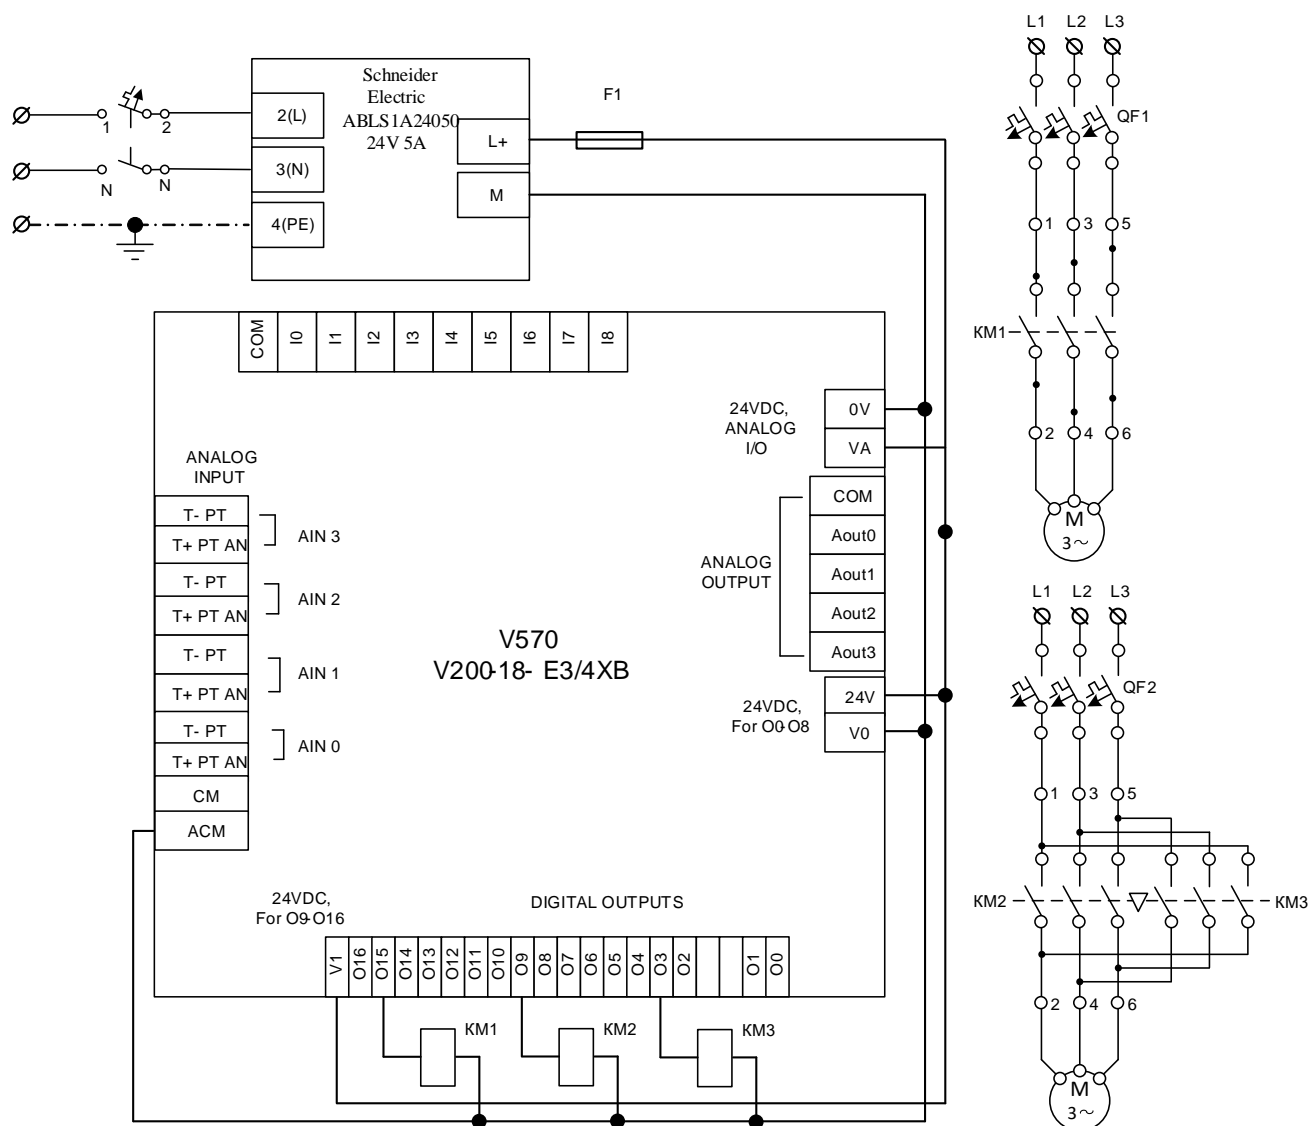 Schneider
Electric
ABLS1A24050
24V 5A
2(L)
3(N)
4(PE)
L+
M
F1
1
2
N
N
COM
I0
I1
I2
I3
I4
I5
I6
I7
I8
24VDC,
ANALOG
I/O
0V
VA
ANALOG
INPUT
T- PT
T+ PT AN
AIN 3
T- PT
T+ PT AN
AIN 2
T- PT
T+ PT AN
AIN 1
T- PT
T+ PT AN
AIN 0
CM
ACM
V570
V200-18- E3/4XB
ANALOG
OUTPUT
COM
Aout0
Aout1
Aout2
Aout3
24VDC,
For O0-O8
24V
V0
24VDC,
For O9-O16
DIGITAL OUTPUTS
V1
O16
O15
O14
O13
O12
O11
O10
O9
O8
O7
O6
O5
O4
O3
O2
O1
O0
KM1
KM2
KM3
L1
L2
L3
QF1
1
3
5
KM1
2
4
6
M
3~
L1
L2
L3
QF2
1
3
5
KM2
KM3
2
4
6
M
3~